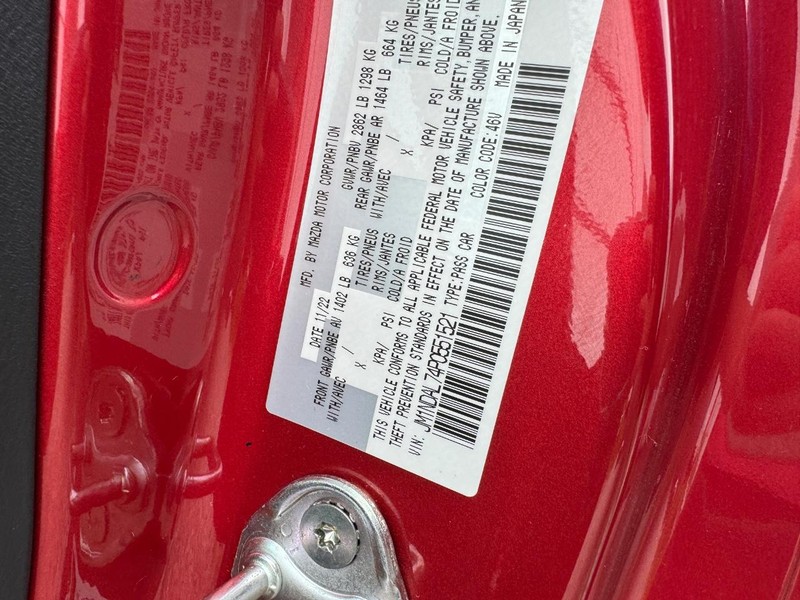 MFD. BY MAZDA MOTOR CORPORATION
DATE 11/22 GVWR/PNBV 2862 LB 1298 KG
FRONT GAWR/PNBE AV 1402 LB 636 KG REAR GAWR/PNBE AR 1464 LB 664 KG
WITH/AVEC TIRES/PNEUS WITH/AVEC TIRES/PNEUS
X / RIMS/JANTES X / RIMS/JANTES
KPA/ PSI COLD/A FROID KPA/ PSI COLD/A FROID
THIS VEHICLE CONFORMS TO ALL APPLICABLE FEDERAL MOTOR VEHICLE SAFETY, BUMPER, AN
THEFT PREVENTION STANDARDS IN EFFECT ON THE DATE OF MANUFACTURE SHOWN ABOVE.
VIN: JM1NDAL74P0551521 TYPE:PASS CAR COLOR CODE:46V MADE IN JAPAN